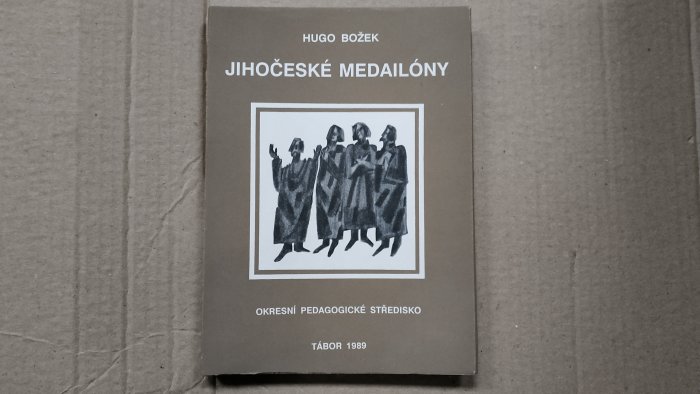 HUGO BOŽEK
JIHOČESKÉ MEDAILÓNY
OKRESNÍ PEDAGOGICKÉ STŘEDISKO
TÁBOR 1989